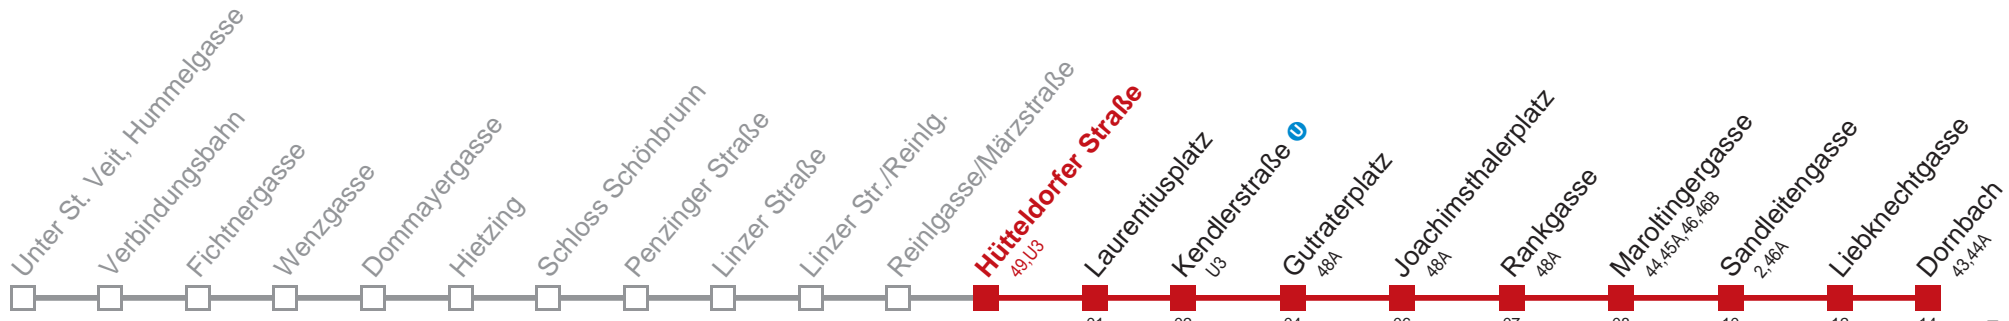 Unter St. Veit, Hummelgasse
Verbindungsbahn
Fichtnergasse
Wenzgasse
Dommayergasse
Hietzing
Schloss Schönbrunn
Penzinger Straße
Linzer Straße
Linzer Str./Reinlg.
Reinlgasse/Märzstraße
Hütteldorfer Straße
49,U3
Laurentiusplatz
Kendlerstraße U
U3
Gutraterplatz
48A
Joachimsthalerplatz
48A
Rankgasse
48A
Maroltingergasse
44,45A,46,46B
Sandleitengasse
2,46A
Liebknechtgasse
Dornbach
43,44A